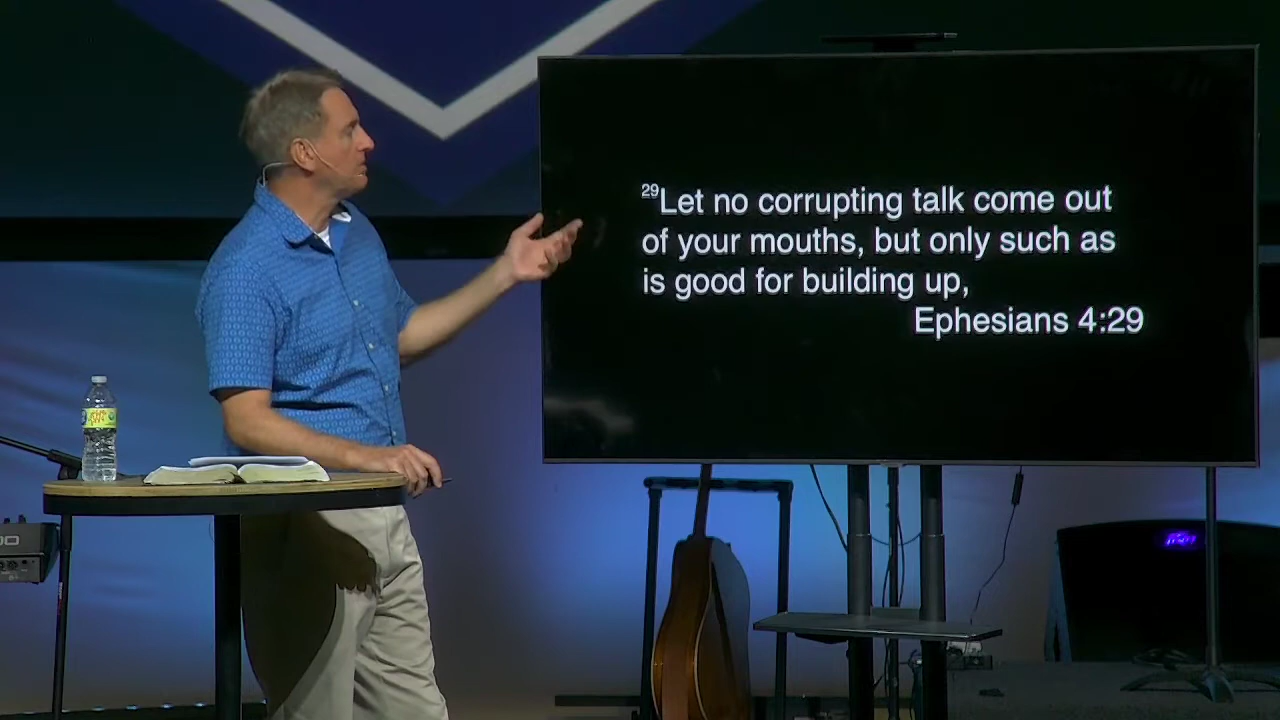 ²⁹Let no corrupting talk come out
of your mouths, but only such as
is good for building up,
Ephesians 4:29